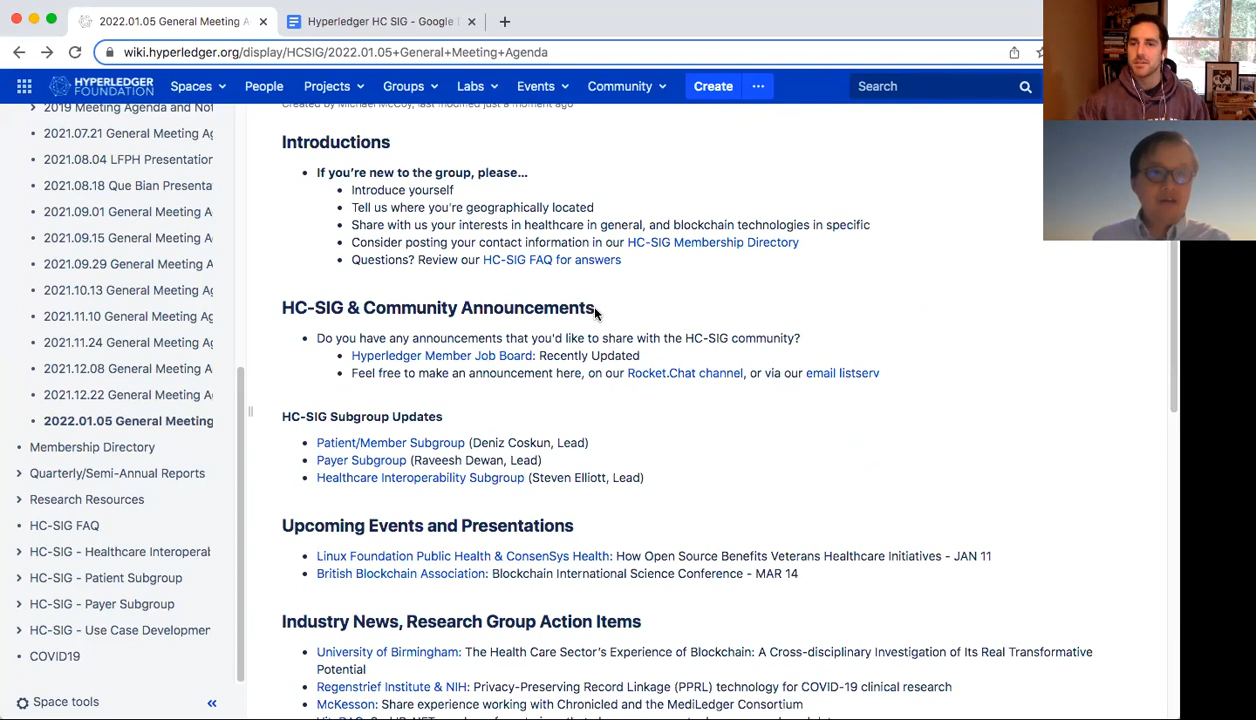 2022.01.05 General Meeting A
Hyperledger HC SIG - Google
wiki.hyperledger.org/display/HCSIG/2022.01.05+General+Meeting+Agenda
HYPERLEDGER FOUNDATION Spaces People Projects Groups Labs Events Community Create Search
2019 Meeting Agenda and Not
2021.07.21 General Meeting Ag
2021.08.04 LFPH Presentation
2021.08.18 Que Bian Presenta
2021.09.01 General Meeting A
2021.09.15 General Meeting A
2021.09.29 General Meeting A
2021.10.13 General Meeting Ag
2021.11.10 General Meeting Ag
2021.11.24 General Meeting Ag
2021.12.08 General Meeting A
2021.12.22 General Meeting A
2022.01.05 General Meeting
Membership Directory
Quarterly/Semi-Annual Reports
Research Resources
HC-SIG FAQ
HC-SIG - Healthcare Interoperal
HC-SIG - Patient Subgroup
HC-SIG - Payer Subgroup
HC-SIG - Use Case Developmer
COVID19
Space tools
Created by Michael McCoy, last modified just a moment ago
Introductions
If you're new to the group, please...
Introduce yourself
Tell us where you're geographically located
Share with us your interests in healthcare in general, and blockchain technologies in specific
Consider posting your contact information in our HC-SIG Membership Directory
Questions? Review our HC-SIG FAQ for answers
HC-SIG & Community Announcements
Do you have any announcements that you'd like to share with the HC-SIG community?
Hyperledger Member Job Board: Recently Updated
Feel free to make an announcement here, on our Rocket.Chat channel, or via our email listserv
HC-SIG Subgroup Updates
Patient/Member Subgroup (Deniz Coskun, Lead)
Payer Subgroup (Raveesh Dewan, Lead)
Healthcare Interoperability Subgroup (Steven Elliott, Lead)
Upcoming Events and Presentations
Linux Foundation Public Health & ConsenSys Health: How Open Source Benefits Veterans Healthcare Initiatives - JAN 11
British Blockchain Association: Blockchain International Science Conference - MAR 14
Industry News, Research Group Action Items
University of Birmingham: The Health Care Sector's Experience of Blockchain: A Cross-disciplinary Investigation of Its Real Transformative
Potential
Regenstrief Institute & NIH: Privacy-Preserving Record Linkage (PPRL) technology for COVID-19 clinical research
McKesson: Share experience working with Chronicled and the MediLedger Consortium